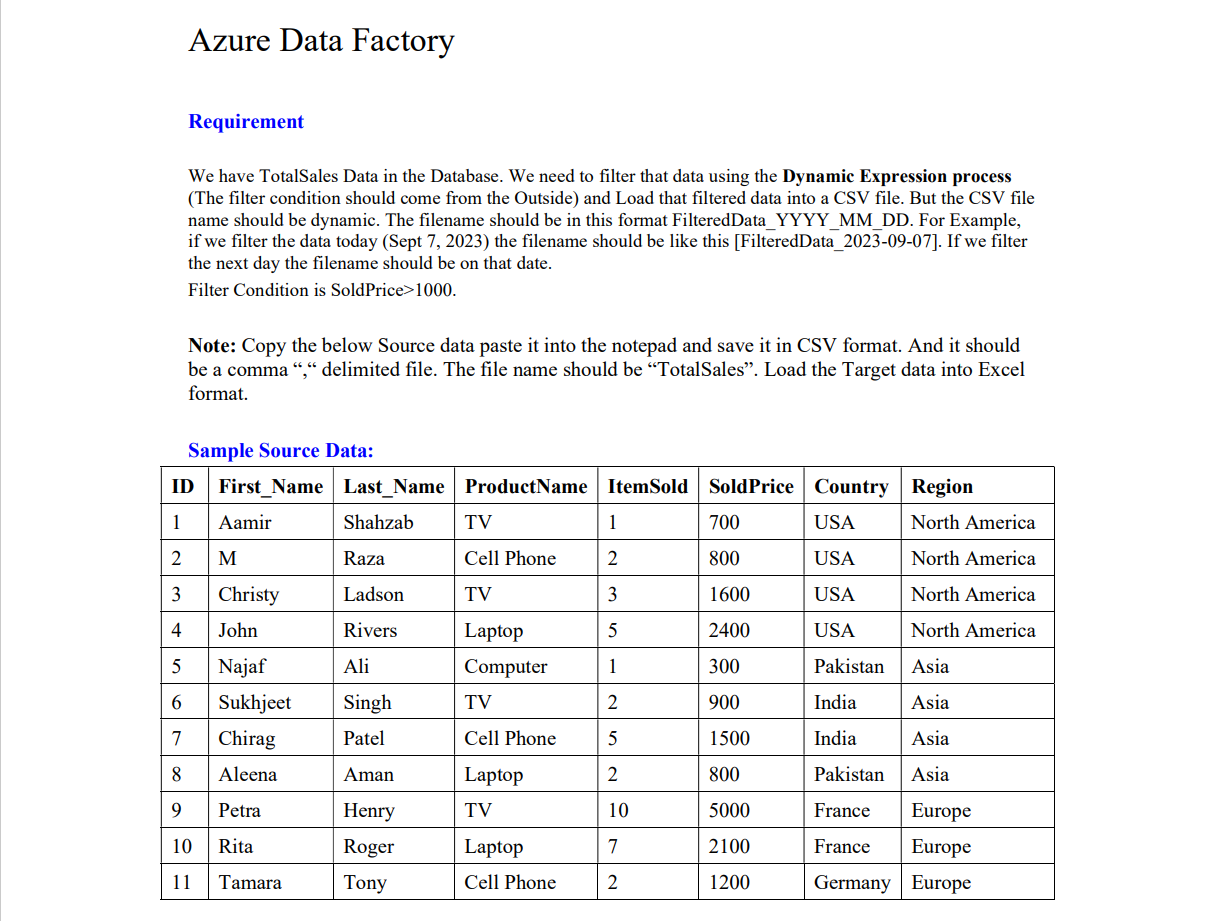 Azure Data Factory
Requirement
We have TotalSales Data in the Database. We need to filter that data using the Dynamic Expression process
(The filter condition should come from the Outside) and Load that filtered data into a CSV file. But the CSV file
name should be dynamic. The filename should be in this format FilteredData_YYYY_MM_DD. For Example,
if we filter the data today (Sept 7, 2023) the filename should be like this [FilteredData_2023-09-07]. If we filter
the next day the filename should be on that date.
Filter Condition is SoldPrice>1000.
Note: Copy the below Source data paste it into the notepad and save it in CSV format. And it should
be a comma “,“ delimited file. The file name should be “TotalSales”. Load the Target data into Excel
format.
Sample Source Data:
ID First_Name Last_Name ProductName ItemSold SoldPrice Country Region
1 Aamir Shahzab TV 1 700 USA North America
2 M Raza Cell Phone 2 800 USA North America
3 Christy Ladson TV 3 1600 USA North America
4 John Rivers Laptop 5 2400 USA North America
5 Najaf Ali Computer 1 300 Pakistan Asia
6 Sukhjeet Singh TV 2 900 India Asia
7 Chirag Patel Cell Phone 5 1500 India Asia
8 Aleena Aman Laptop 2 800 Pakistan Asia
9 Petra Henry TV 10 5000 France Europe
10 Rita Roger Laptop 7 2100 France Europe
11 Tamara Tony Cell Phone 2 1200 Germany Europe